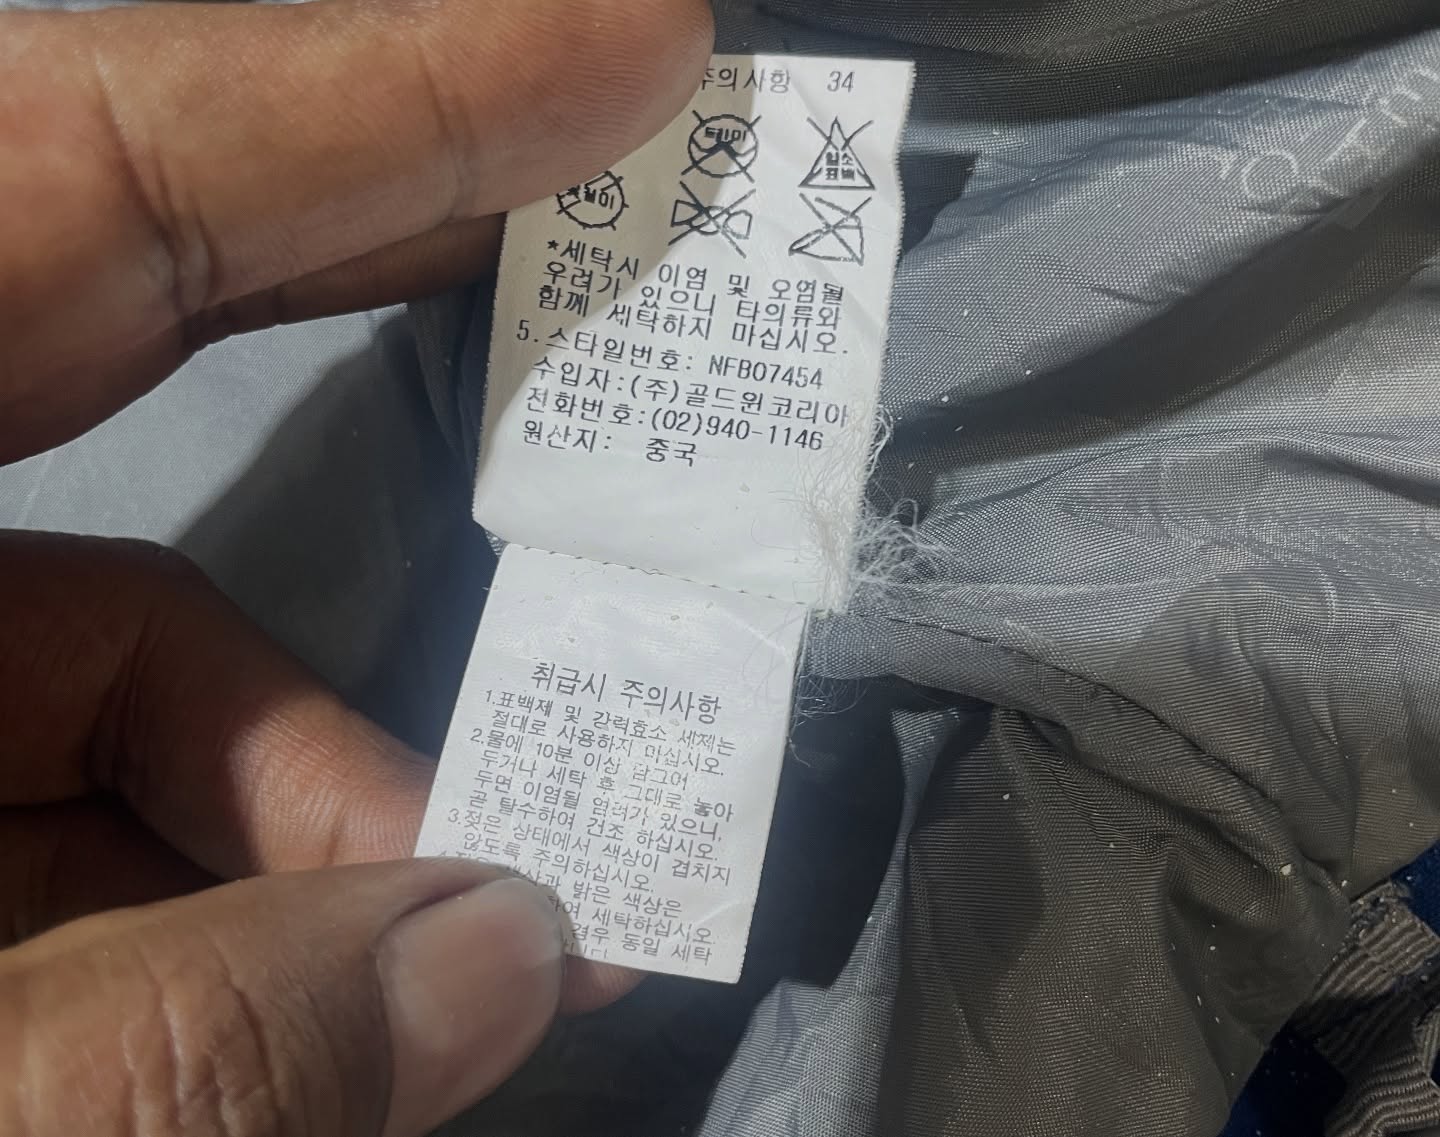 주의사항 34
드라이
염소
표백
*세탁시 이염 및 오염될
우려가 있으니 타의류와
함께 세탁하지 마십시오.
5.스타일번호: NFB07454
수입자:(주)골드윈코리아
전화번호:(02)940-1146
원산지: 중국
취급시 주의사항
1.표백제 및 강력효소 세제는
절대로 사용하지 마십시오.
2.물에 10분 이상 담그어
두거나 세탁 후 그대로 놓아
두면 이염될 염려가 있으니,
곧 탈수하여 건조 하십시오.
3.젖은 상태에서 색상이 겹치지
않도록 주의하십시오.
밝은 색상은
세탁하십시오.
경우 동일 세탁